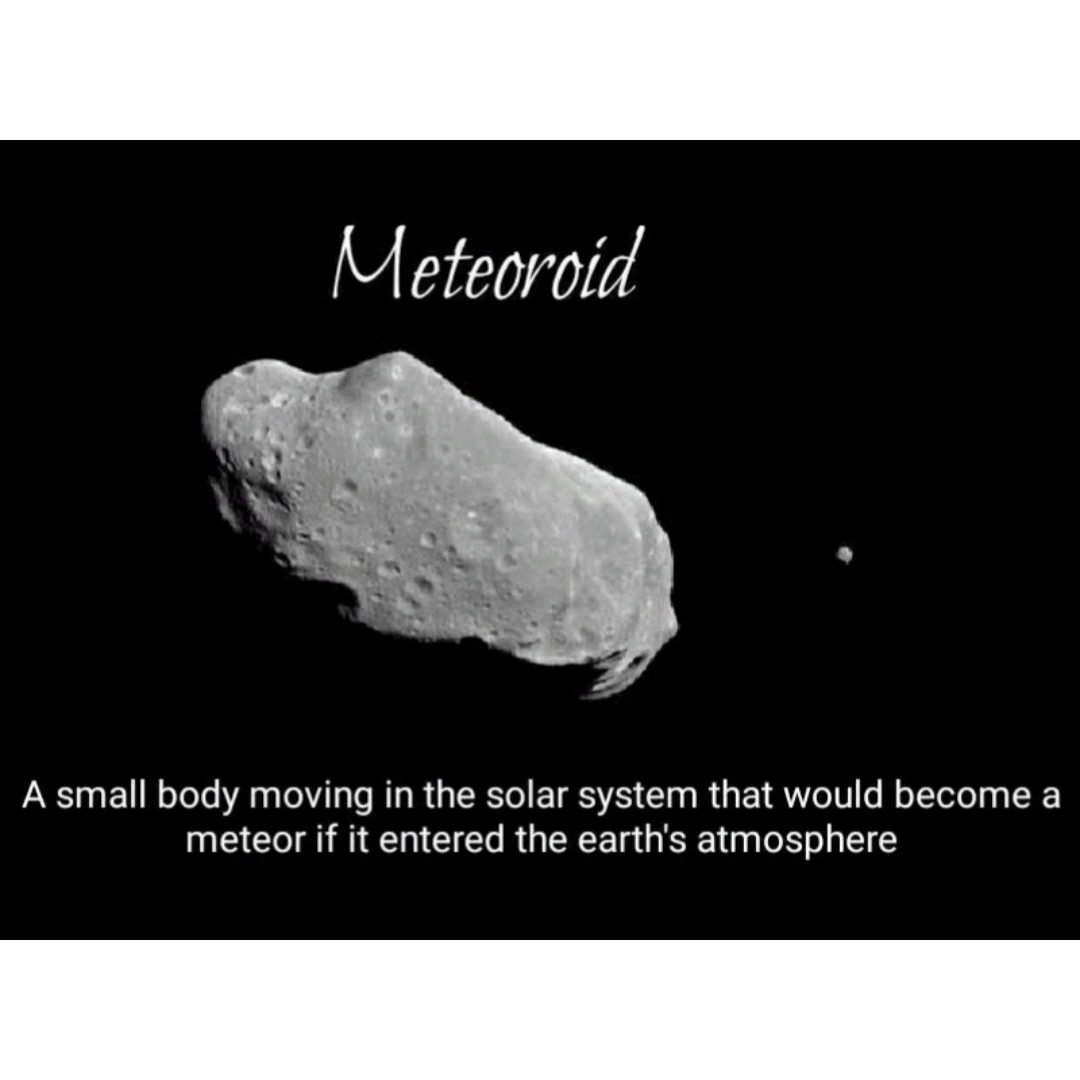 Meteoroid
A small body moving in the solar system that would become a
meteor if it entered the earth's atmosphere